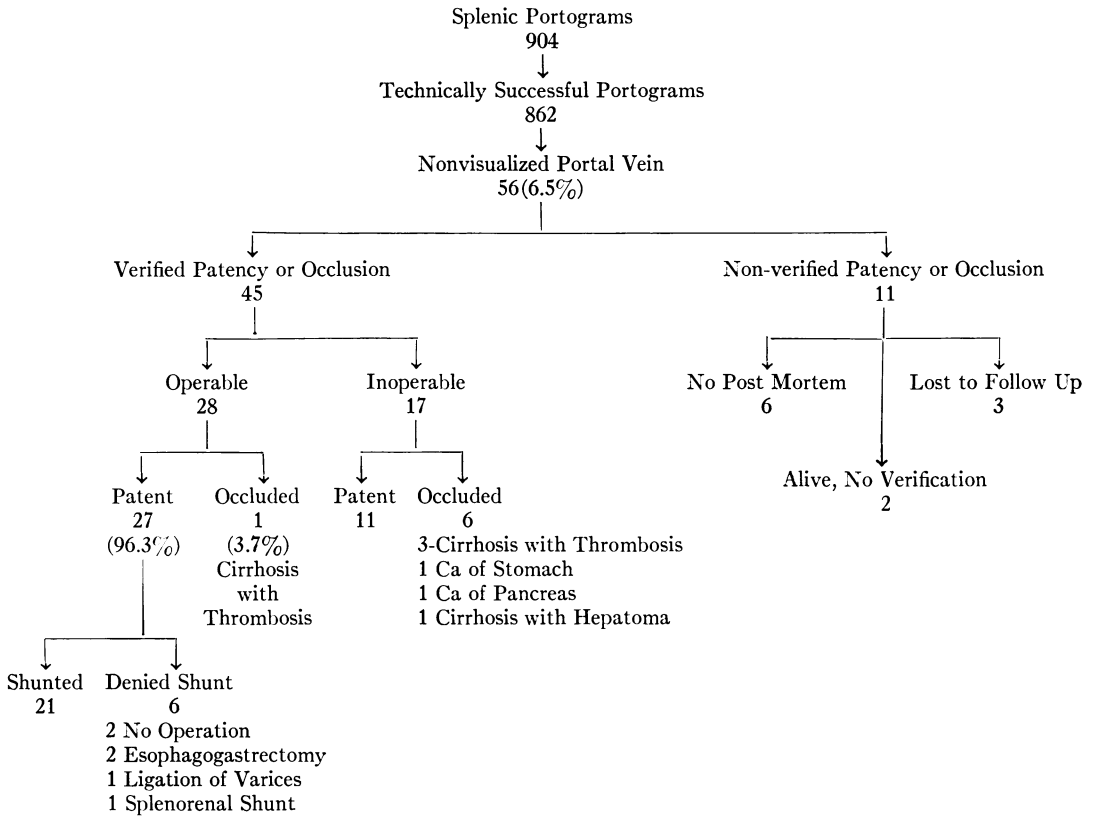 Splenic Portograms
904
Technically Successful Portograms
862
Nonvisualized Portal Vein
56(6.5%)
Verified Patency or Occlusion
45
Non-verified Patency or Occlusion
11
Operable
28
Inoperable
17
No Post Mortem
6
Lost to Follow Up
3
Alive, No Verification
2
Patent
27
(96.3%)
Occluded
1
(3.7%)
Cirrhosis
with
Thrombosis
Patent
11
Occluded
6
3-Cirrhosis with Thrombosis
1 Ca of Stomach
1 Ca of Pancreas
1 Cirrhosis with Hepatoma
Shunted
21
Denied Shunt
6
2 No Operation
2 Esophagogastrectomy
1 Ligation of Varices
1 Splenorenal Shunt